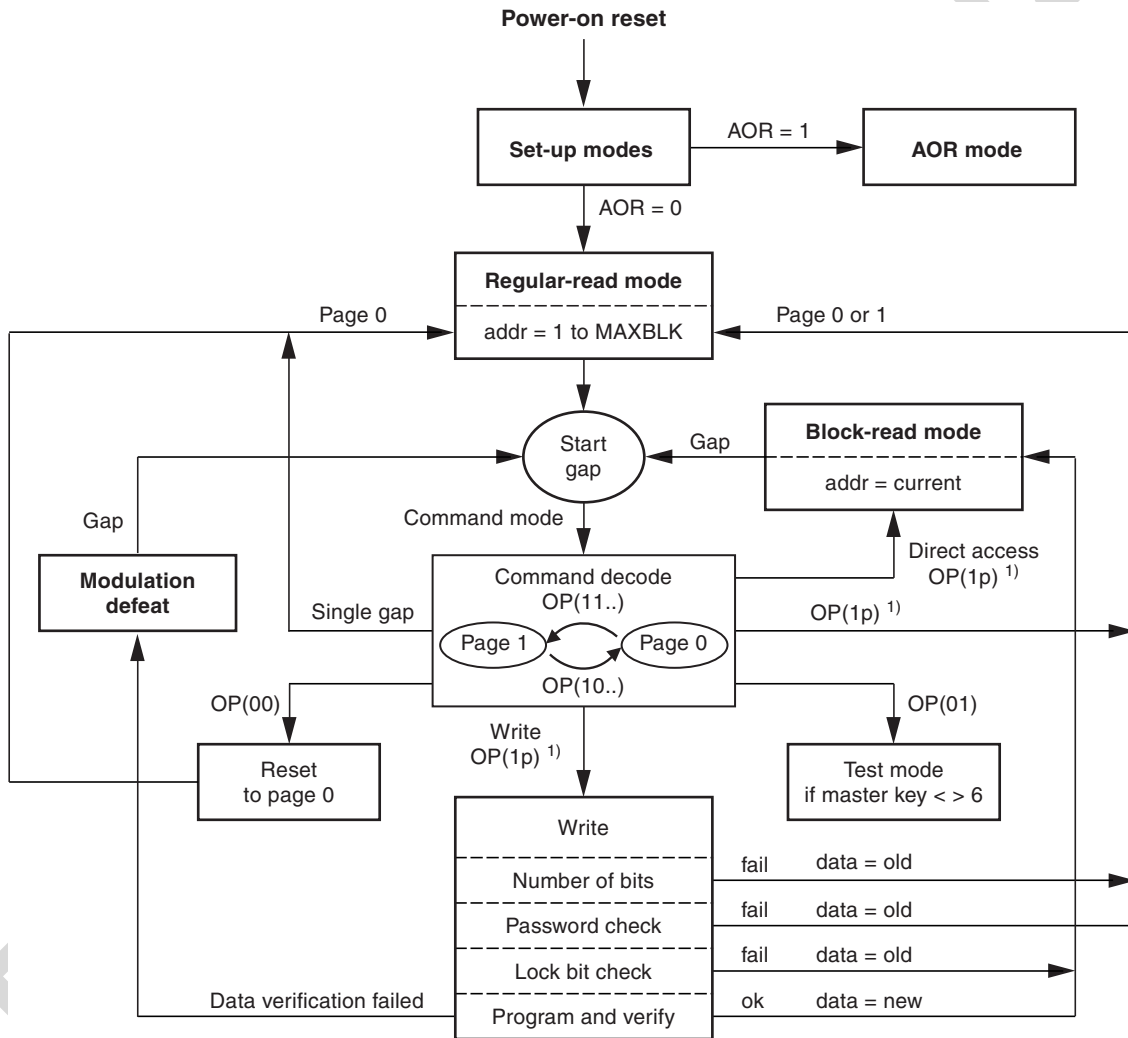 Power-on reset
Set-up modes
AOR = 1
AOR mode
AOR = 0
Regular-read mode
addr = 1 to MAXBLK
Page 0
Page 0 or 1
Start
gap
Gap
Block-read mode
addr = current
Command mode
Gap
Modulation
defeat
Single gap
Command decode
OP(11..)
Page 1
Page 0
OP(10..)
Direct access
OP(1p) 1)
OP(1p) 1)
OP(00)
OP(01)
Reset
to page 0
Write
OP(1p) 1)
Test mode
if master key < > 6
Write
Number of bits
fail data = old
Password check
fail data = old
Lock bit check
fail data = old
Data verification failed
Program and verify
ok data = new